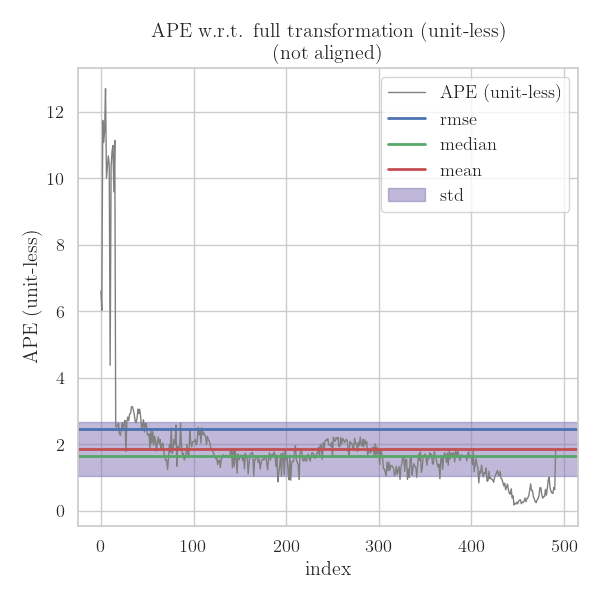 APE w.r.t. full transformation (unit-less)
(not aligned)
APE (unit-less)
rmse
median
mean
std
12
10
8
6
4
2
0
APE (unit-less)
0 100 200 300 400 500
index